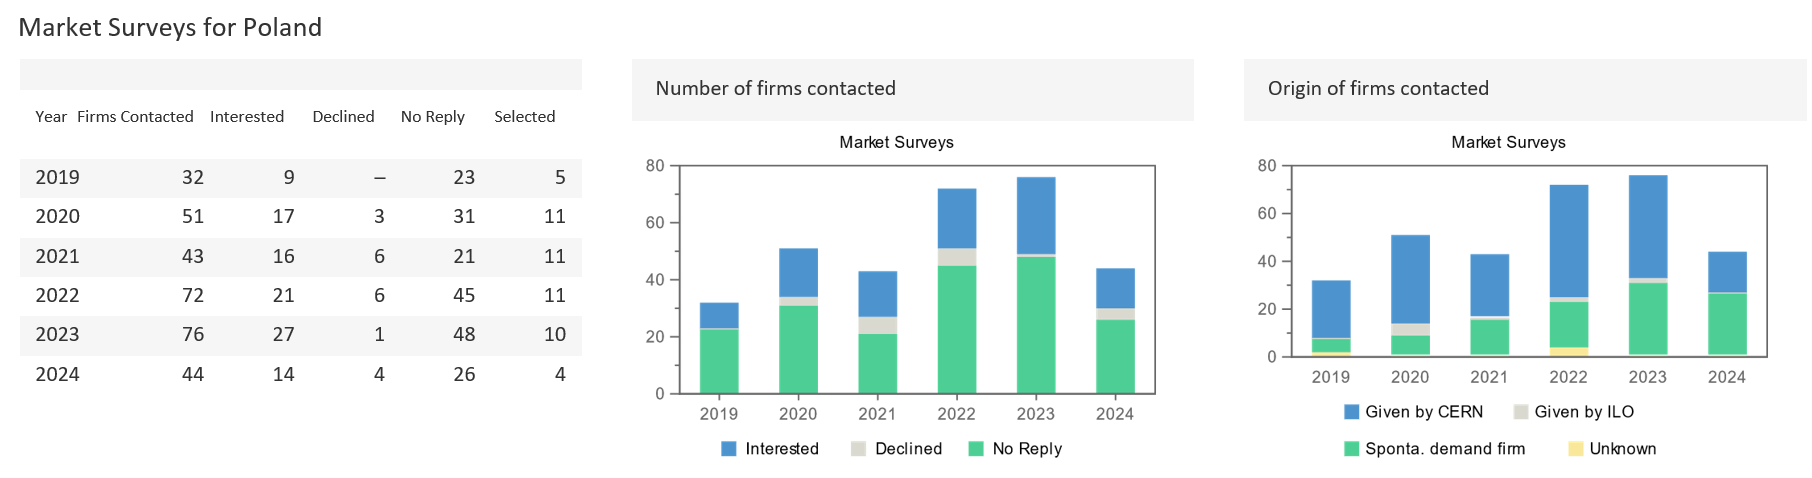 Market Surveys for Poland
Year Firms Contacted Interested Declined No Reply Selected
2019 32 9 – 23 5
2020 51 17 3 31 11
2021 43 16 6 21 11
2022 72 21 6 45 11
2023 76 27 1 48 10
2024 44 14 4 26 4
Number of firms contacted
Market Surveys
80
60
40
20
0
2019 2020 2021 2022 2023 2024
Interested Declined No Reply
Origin of firms contacted
Market Surveys
80
60
40
20
0
2019 2020 2021 2022 2023 2024
Given by CERN Given by ILO
Sponta. demand firm Unknown